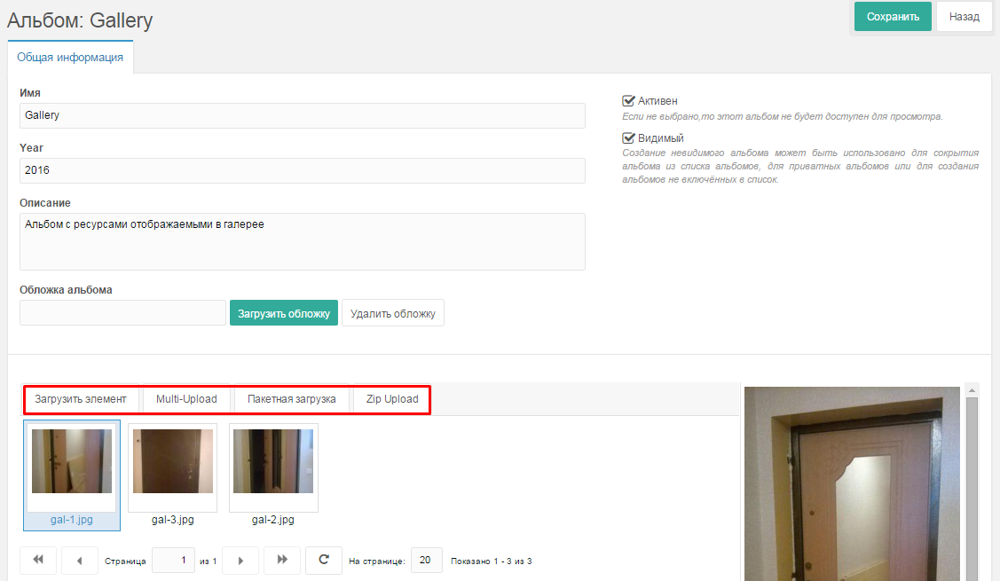 Альбом: Gallery
Сохранить
Назад
Общая информация
Имя
Gallery
Year
2016
Описание
Альбом с ресурсами отображаемыми в галерее
Обложка альбома
Загрузить обложку
Удалить обложку
Активен
Если не выбрано,то этот альбом не будет доступен для просмотра.
Видимый
Создание невидимого альбома может быть использовано для сокрытия
альбома из списка альбомов, для приватных альбомов или для создания
альбомов не включённых в список.
Загрузить элемент
Multi-Upload
Пакетная загрузка
Zip Upload
gal-1.jpg
gal-3.jpg
gal-2.jpg
Страница 1 из 1
На странице: 20
Показано 1 - 3 из 3